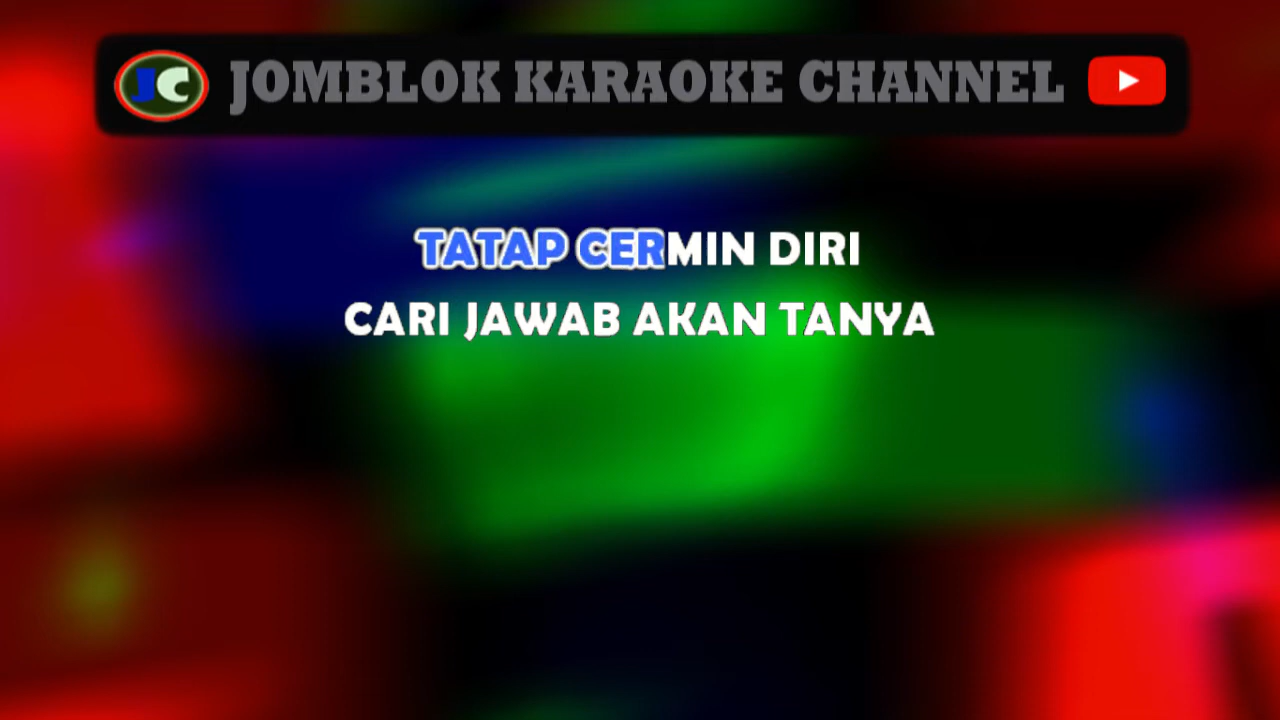 JC JOMBLOK KARAOKE CHANNEL
TATAP CERMIN DIRI
CARI JAWAB AKAN TANYA